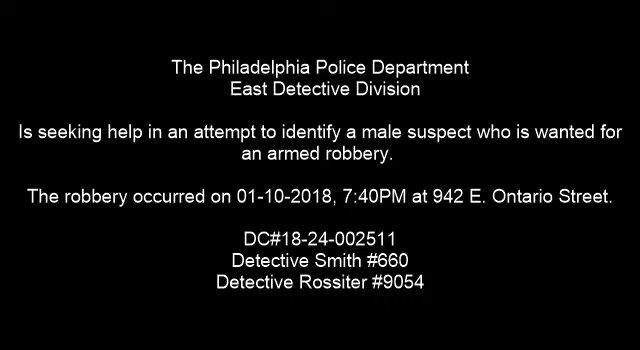 The Philadelphia Police Department
East Detective Division
Is seeking help in an attempt to identify a male suspect who is wanted for
an armed robbery.
The robbery occurred on 01-10-2018, 7:40PM at 942 E. Ontario Street.
DC#18-24-002511
Detective Smith #660
Detective Rossiter #9054